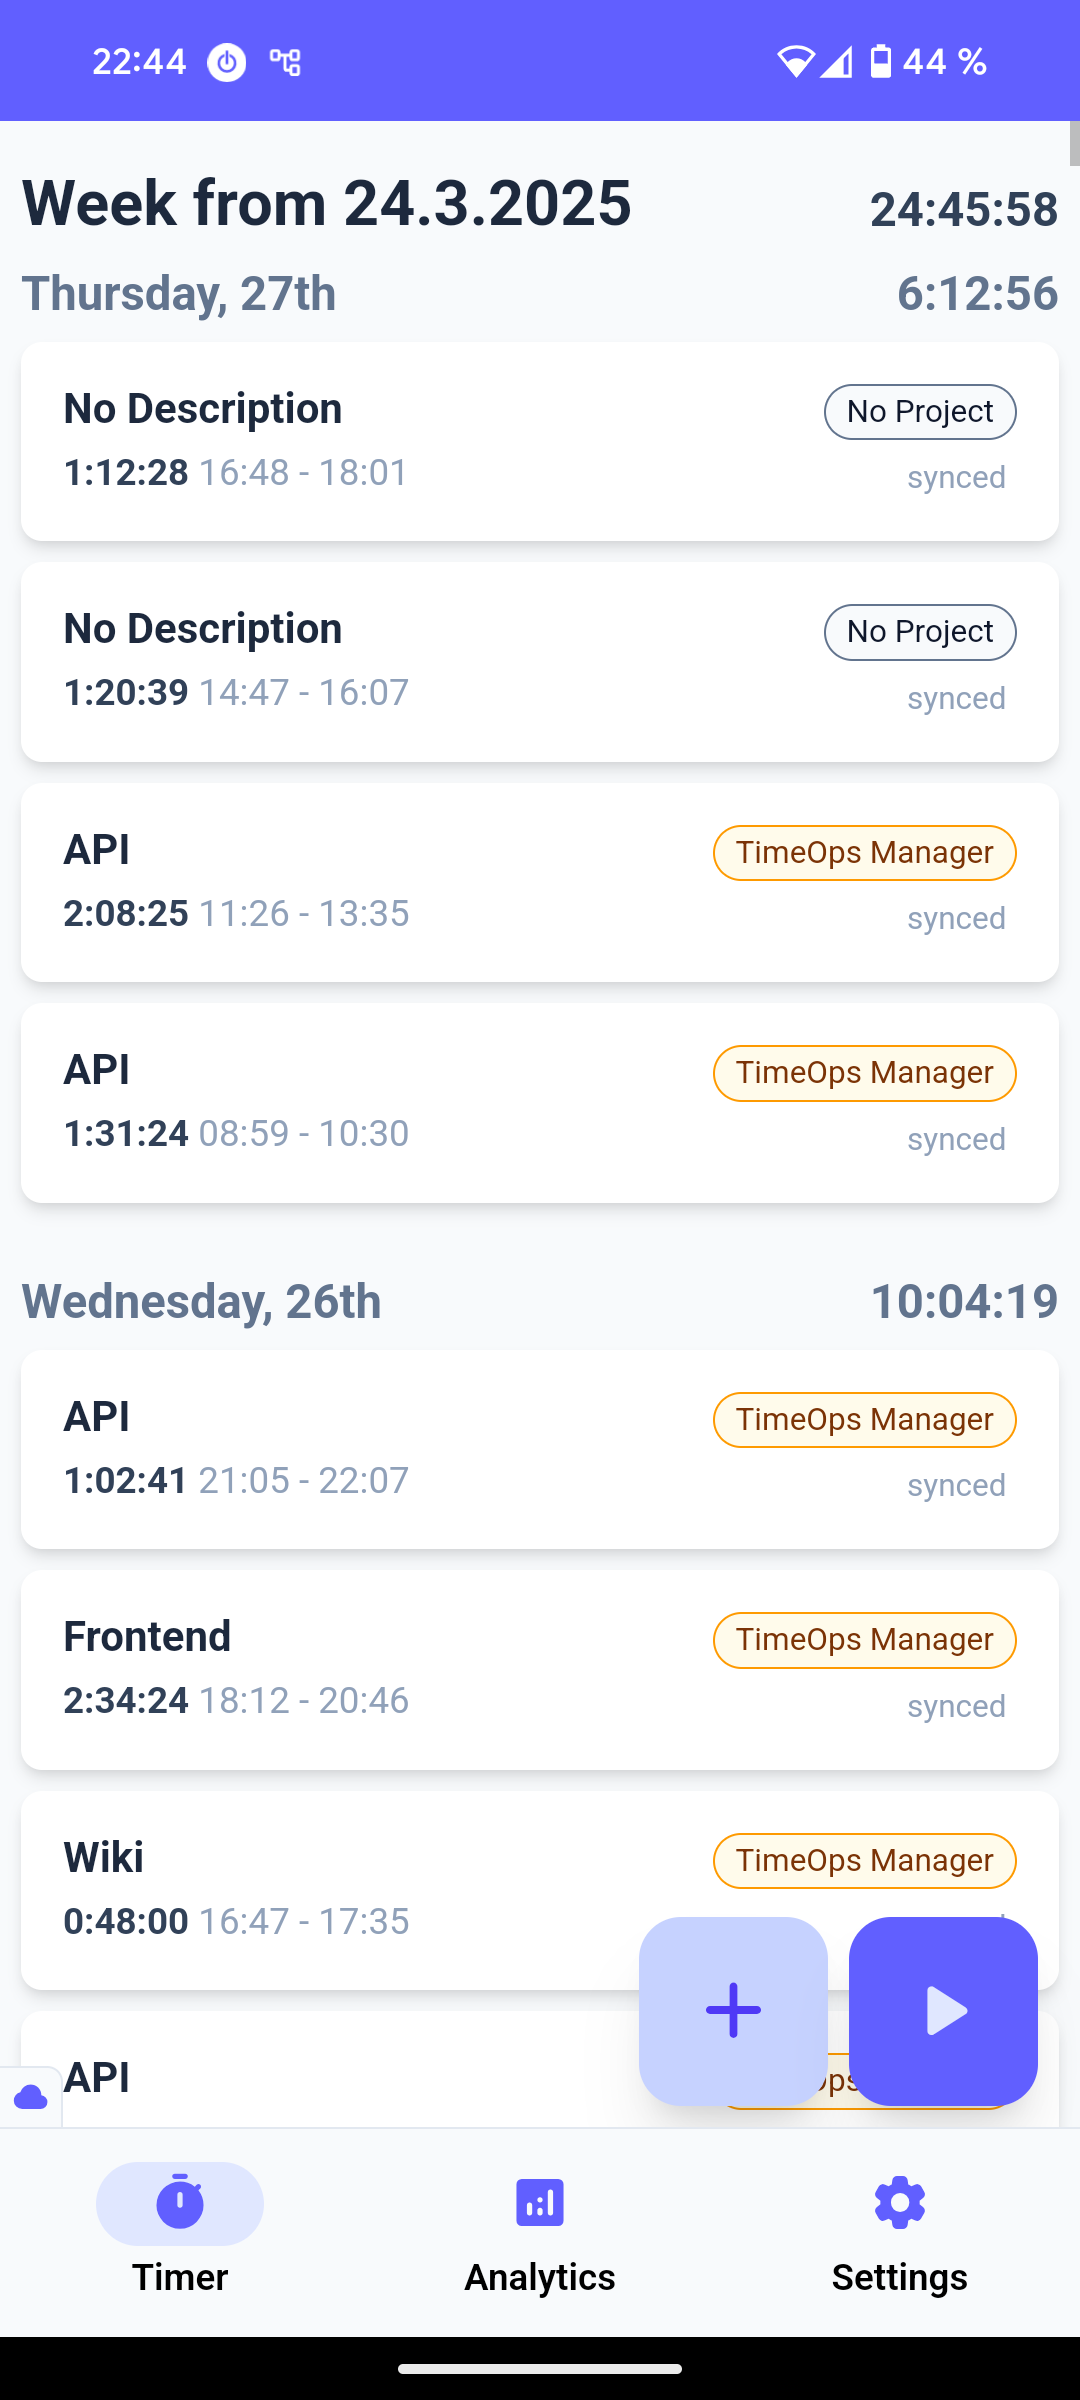 22:44 44 %
Week from 24.3.2025 24:45:58
Thursday, 27th 6:12:56
No Description No Project
1:12:28 16:48 - 18:01 synced
No Description No Project
1:20:39 14:47 - 16:07 synced
API TimeOps Manager
2:08:25 11:26 - 13:35 synced
API TimeOps Manager
1:31:24 08:59 - 10:30 synced
Wednesday, 26th 10:04:19
API TimeOps Manager
1:02:41 21:05 - 22:07 synced
Frontend TimeOps Manager
2:34:24 18:12 - 20:46 synced
Wiki TimeOps Manager
0:48:00 16:47 - 17:35
API
Timer Analytics Settings